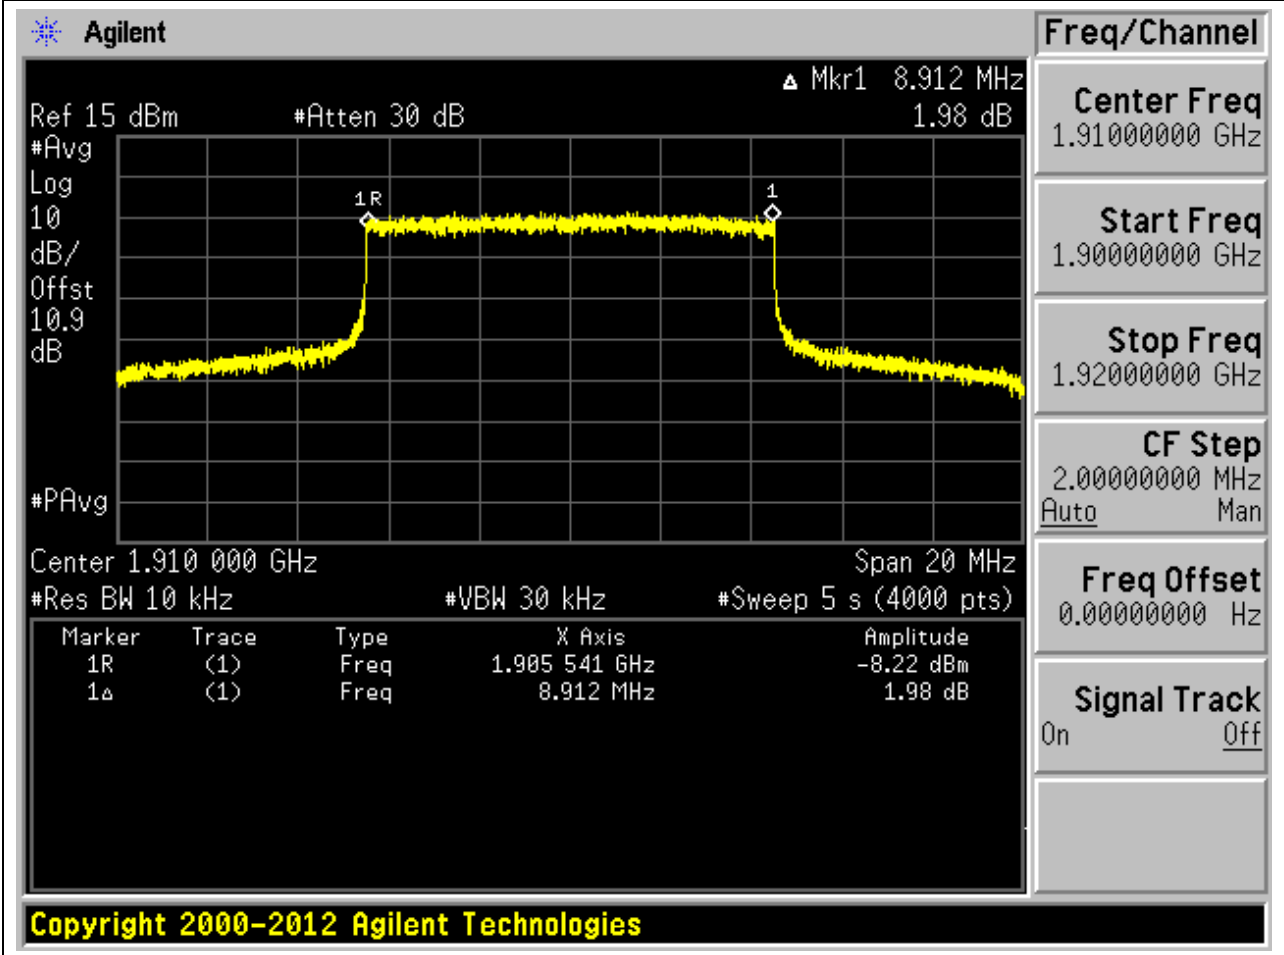 Agilent
Freq/Channel
Δ Mkr1 8.912 MHz
Ref 15 dBm #Atten 30 dB 1.98 dB
#Avg
Log
10
dB/
Offst
10.9
dB
#PAvg
1R
1
Center 1.910 000 GHz Span 20 MHz
#Res BW 10 kHz #VBW 30 kHz #Sweep 5 s (4000 pts)
Marker Trace Type X Axis Amplitude
1R (1) Freq 1.905 541 GHz -8.22 dBm
1Δ (1) Freq 8.912 MHz 1.98 dB
Center Freq
1.91000000 GHz
Start Freq
1.90000000 GHz
Stop Freq
1.92000000 GHz
CF Step
2.00000000 MHz
Auto Man
Freq Offset
0.00000000 Hz
Signal Track
On Off
Copyright 2000-2012 Agilent Technologies